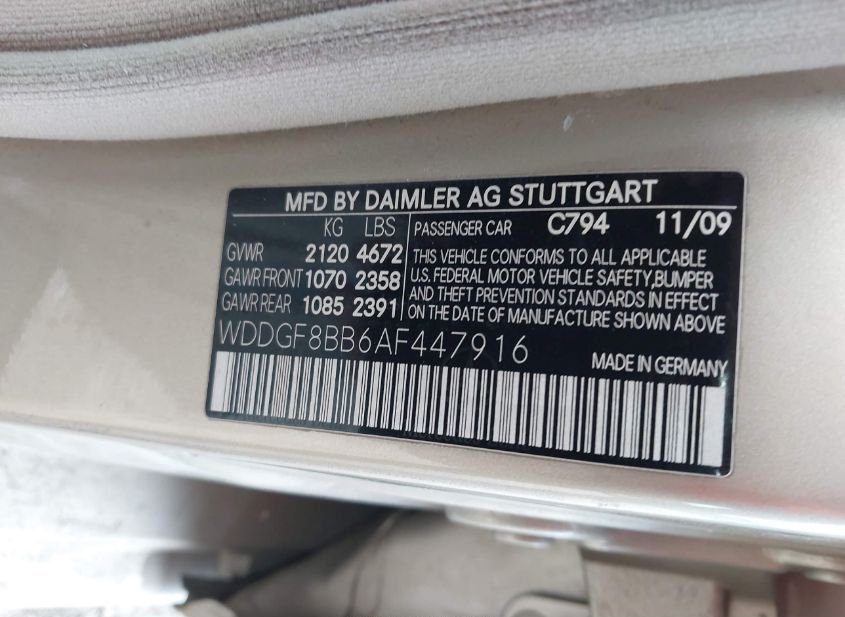 MFD BY DAIMLER AG STUTTGART
KG LBS
GVWR 2120 4672
GAWR FRONT 1070 2358
GAWR REAR 1085 2391
PASSENGER CAR C794 11/09
THIS VEHICLE CONFORMS TO ALL APPLICABLE
U.S. FEDERAL MOTOR VEHICLE SAFETY,BUMPER
AND THEFT PREVENTION STANDARDS IN EFFECT
ON THE DATE OF MANUFACTURE SHOWN ABOVE
WDDGF8BB6AF447916
MADE IN GERMANY